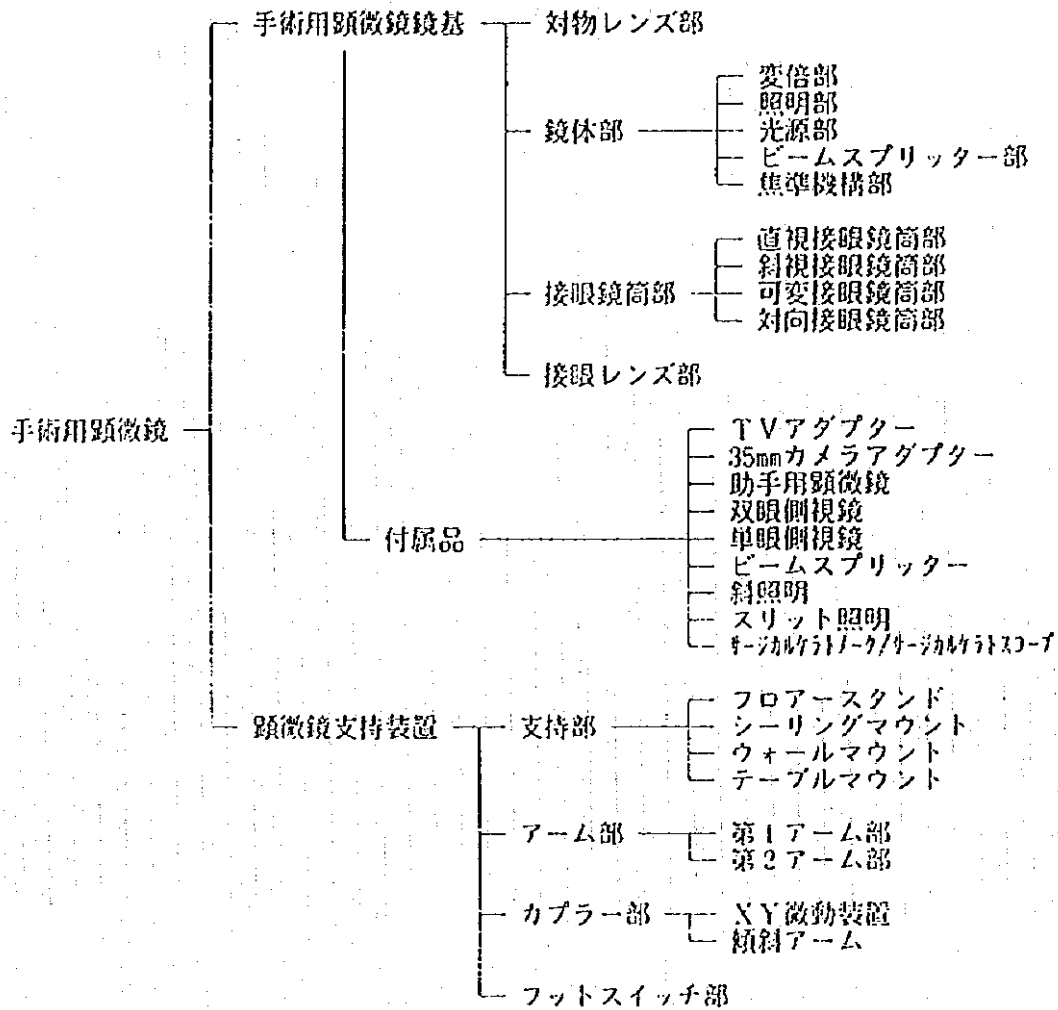 手術用顕微鏡鏡基
対物レンズ部
変倍部
照明部
鏡体部
光源部
ビームスプリッター部
焦準機構部
直視接眼鏡筒部
斜視接眼鏡筒部
接眼鏡筒部
可変接眼鏡筒部
対向接眼鏡筒部
接眼レンズ部
手術用顕微鏡
TVアダプター
35mmカメラアダプター
助手用顕微鏡
双眼側視鏡
付属品
単眼側視鏡
ビームスプリッター
斜照明
スリット照明
サージカルケラトノーク/サージカルケラトスコープ
顕微鏡支持装置
支持部
フロアースタンド
シーリングマウント
ウォールマウント
テーブルマウント
アーム部
第1アーム部
第2アーム部
カプラー部
XY微動装置
傾斜アーム
フットスイッチ部